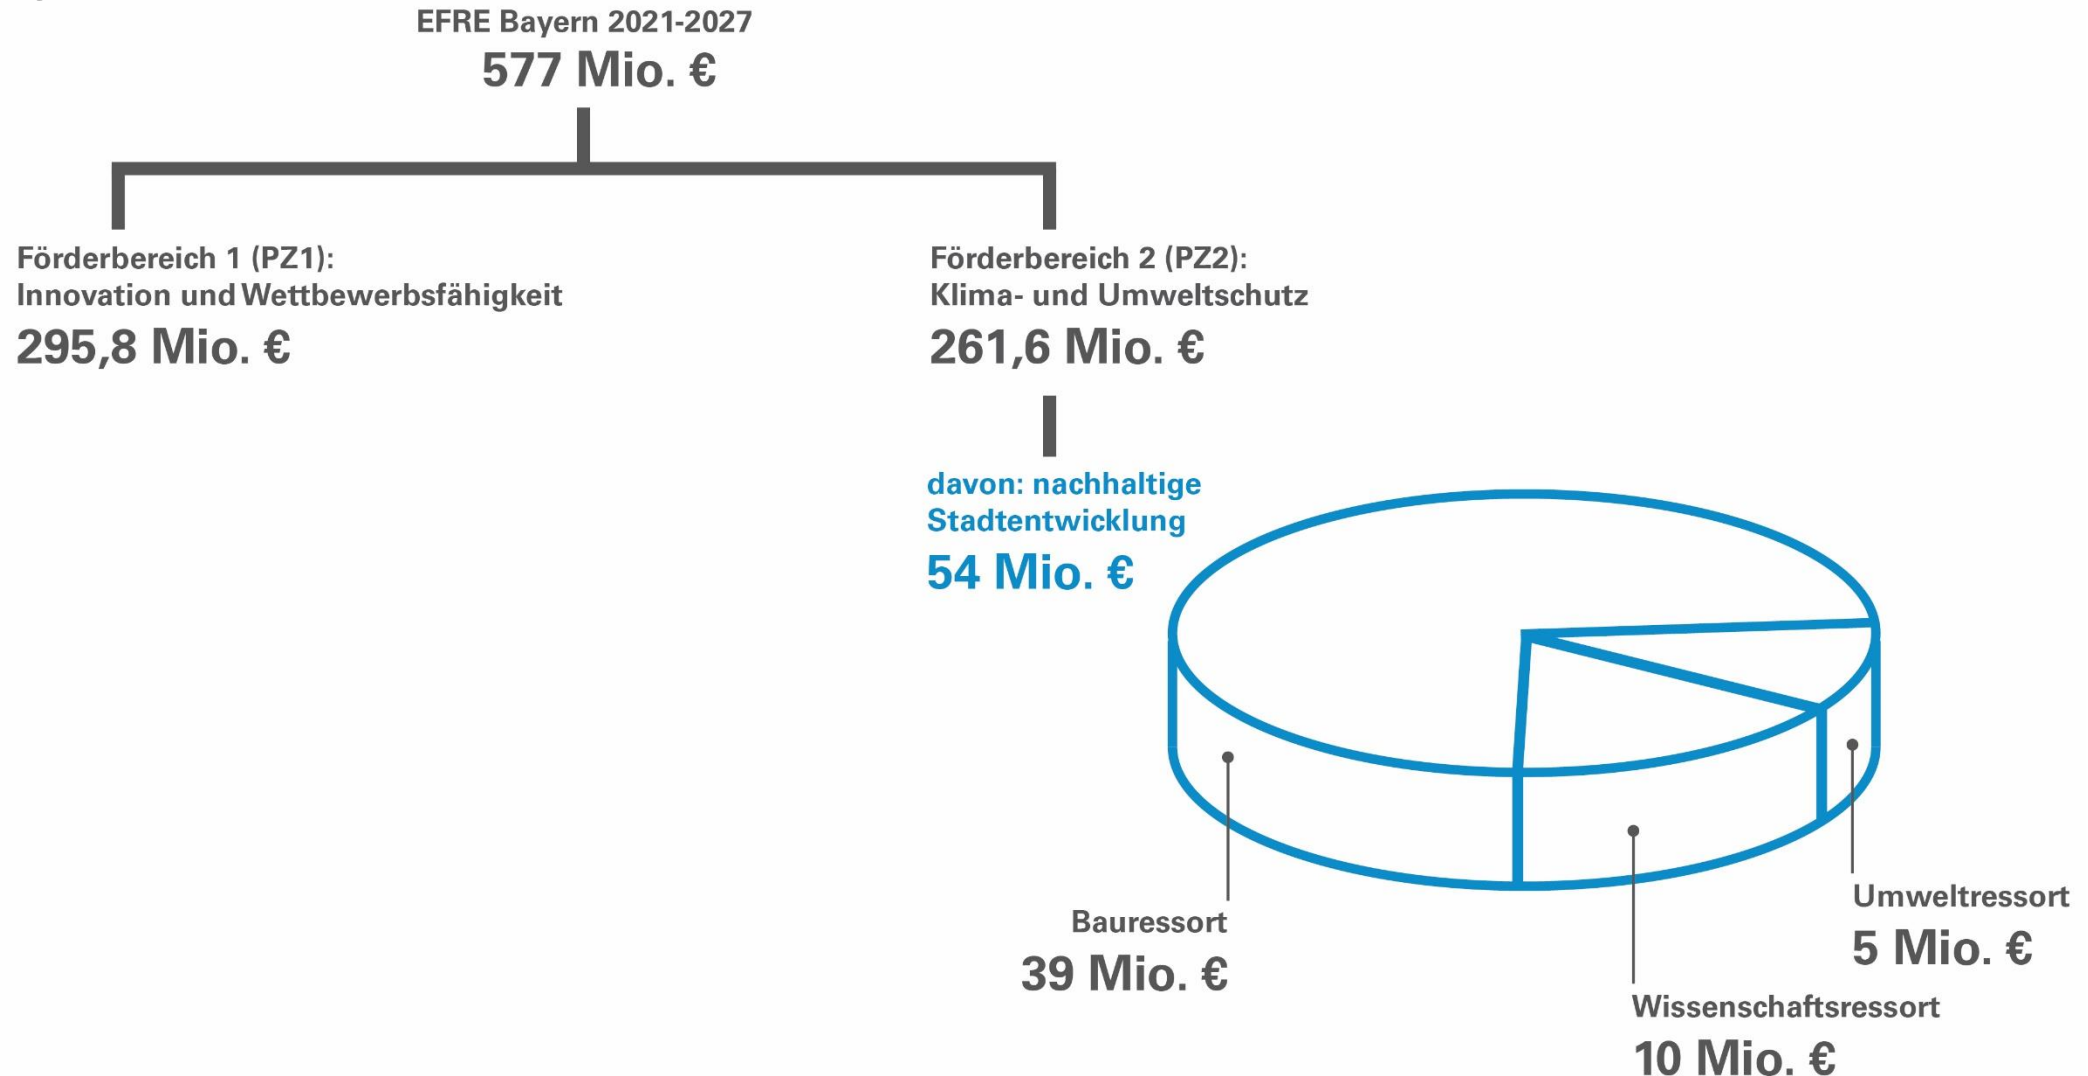 EFRE Bayern 2021-2027
577 Mio. €
Förderbereich 1 (PZ1):
Innovation und Wettbewerbsfähigkeit
295,8 Mio. €
Förderbereich 2 (PZ2):
Klima- und Umweltschutz
261,6 Mio. €
davon: nachhaltige
Stadtentwicklung
54 Mio. €
Bauressort
39 Mio. €
Wissenschaftsressort
10 Mio. €
Umweltressort
5 Mio. €